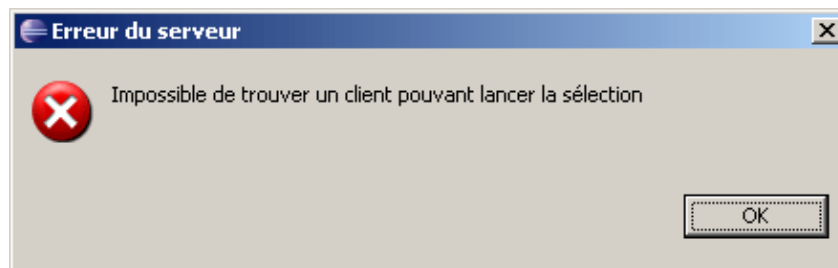 Erreur du serveur
Impossible de trouver un client pouvant lancer la sélection
OK